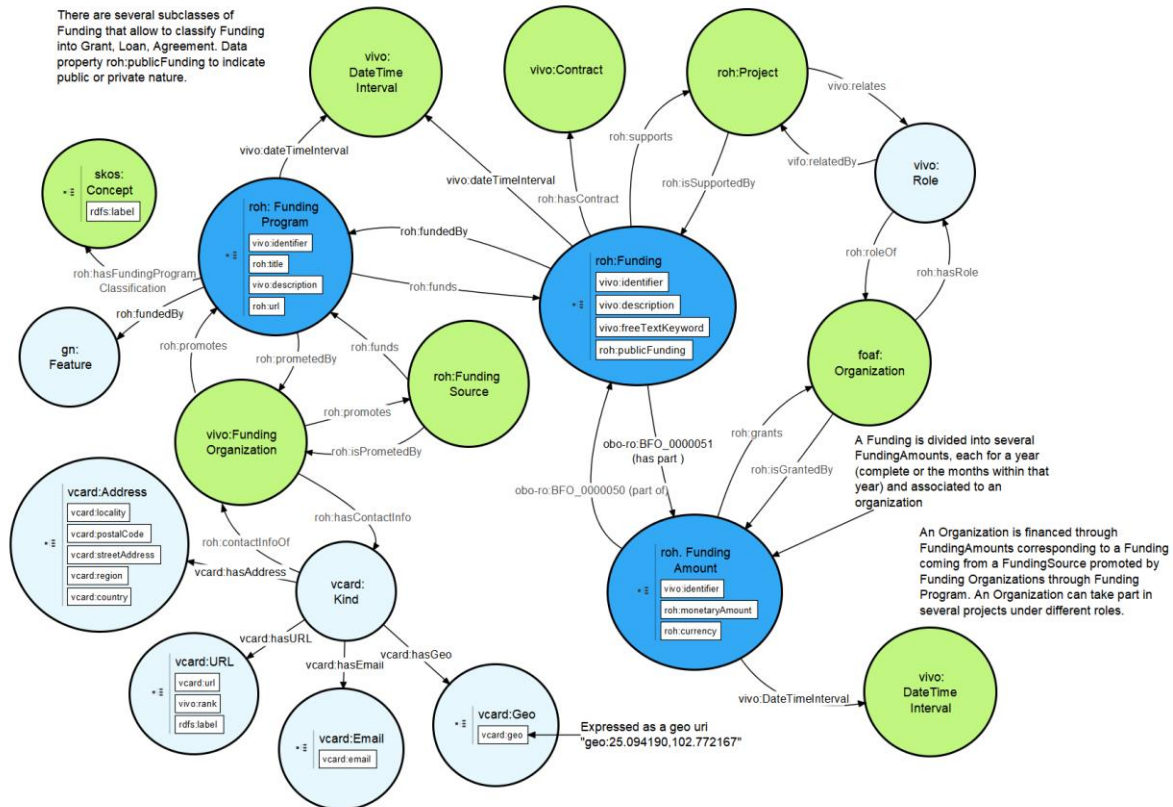 There are several subclasses of
Funding that allow to classify Funding
into Grant, Loan, Agreement. Data
property roh:publicFunding to indicate
public or private nature.
vivo:
DateTime
Interval
vivo:Contract
roh:Project
vivo:relates
vifo:relatedBy
vivo:
Role
roh:supports
roh:isSupportedBy
vivo:dateTimeInterval
vivo:dateTimeInterval
roh:hasContract
skos:
Concept
rdfs:label
roh: Funding
Program
vivo:identifier
roh:title
vivo:description
roh:url
roh:fundedBy
roh:funds
roh:Funding
vivo:identifier
vivo:description
vivo:freeTextKeyword
roh:publicFunding
roh:roleOf
roh:hasRole
roh:hasFundingProgram
Classification
roh:fundedBy
gn:
Feature
roh:promotes
roh:prometedBy
roh:funds
roh:Funding
Source
foaf:
Organization
vivo:Funding
Organization
roh:promotes
roh:isPrometedBy
obo-ro:BFO_0000051
(has part )
obo-ro:BFO_0000050 (part of)
roh:grants
roh:isGrantedBy
A Funding is divided into several
FundingAmounts, each for a year
(complete or the months within that
year) and associated to an
organization
vcard:Address
vcard:locality
vcard:postalCode
vcard:streetAddress
vcard:region
vcard:country
roh:hasContactInfo
roh:contactInfoOf
vcard:hasAddress
vcard:
Kind
roh. Funding
Amount
vivo:identifier
roh:monetaryAmount
roh:currency
An Organization is financed through
FundingAmounts corresponding to a Funding
coming from a FundingSource promoted by
Funding Organizations through Funding
Program. An Organization can take part in
several projects under different roles.
vcard:hasURL
vcard:hasEmail
vcard:hasGeo
vcard:URL
vcard:url
vivo:rank
rdfs:label
vcard:Email
vcard:email
vcard:Geo
vcard:geo
Expressed as a geo uri
"geo:25.094190,102.772167"
vivo:DateTimeInterval
vivo:
DateTime
Interval